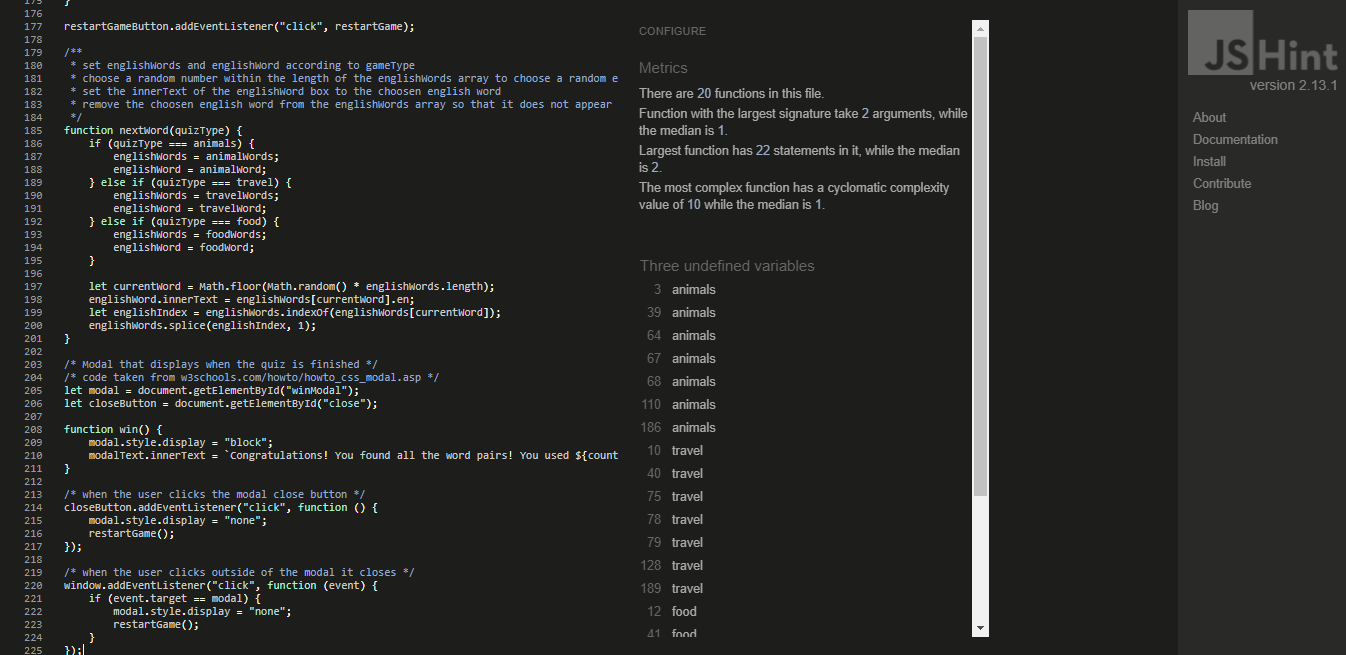 175 }
176
177 restartGameButton.addEventListener("click", restartGame);
178
179 /**
180 * set englishWords and englishWord according to gameType
181 * choose a random number within the length of the englishWords array to choose a random e
182 * set the innerText of the englishWord box to the choosen english word
183 * remove the choosen english word from the englishWords array so that it does not appear
184 */
185 function nextWord(quizType) {
186 if (quizType === animals) {
187 englishWords = animalWords;
188 englishWord = animalWord;
189 } else if (quizType === travel) {
190 englishWords = travelWords;
191 englishWord = travelWord;
192 } else if (quizType === food) {
193 englishWords = foodWords;
194 englishWord = foodWord;
195 }
196
197 let currentWord = Math.floor(Math.random() * englishWords.length);
198 englishWord.innerText = englishWords[currentWord].en;
199 let englishIndex = englishWords.indexOf(englishWords[currentWord]);
200 englishWords.splice(englishIndex, 1);
201 }
202
203 /* Modal that displays when the quiz is finished */
204 /* code taken from w3schools.com/howto/howto_css_modal.asp */
205 let modal = document.getElementById("winModal");
206 let closeButton = document.getElementById("close");
207
208 function win() {
209 modal.style.display = "block";
210 modalText.innerText = `Congratulations! You found all the word pairs! You used ${count
211 }
212
213 /* when the user clicks the modal close button */
214 closeButton.addEventListener("click", function () {
215 modal.style.display = "none";
216 restartGame();
217 });
218
219 /* when the user clicks outside of the modal it closes */
220 window.addEventListener("click", function (event) {
221 if (event.target == modal) {
222 modal.style.display = "none";
223 restartGame();
224 }
225 });
CONFIGURE
Metrics
There are 20 functions in this file.
Function with the largest signature take 2 arguments, while
the median is 1.
Largest function has 22 statements in it, while the median
is 2.
The most complex function has a cyclomatic complexity
value of 10 while the median is 1.
Three undefined variables
3 animals
39 animals
64 animals
67 animals
68 animals
110 animals
186 animals
10 travel
40 travel
75 travel
78 travel
79 travel
128 travel
189 travel
12 food
41 food
JSHint
version 2.13.1
About
Documentation
Install
Contribute
Blog